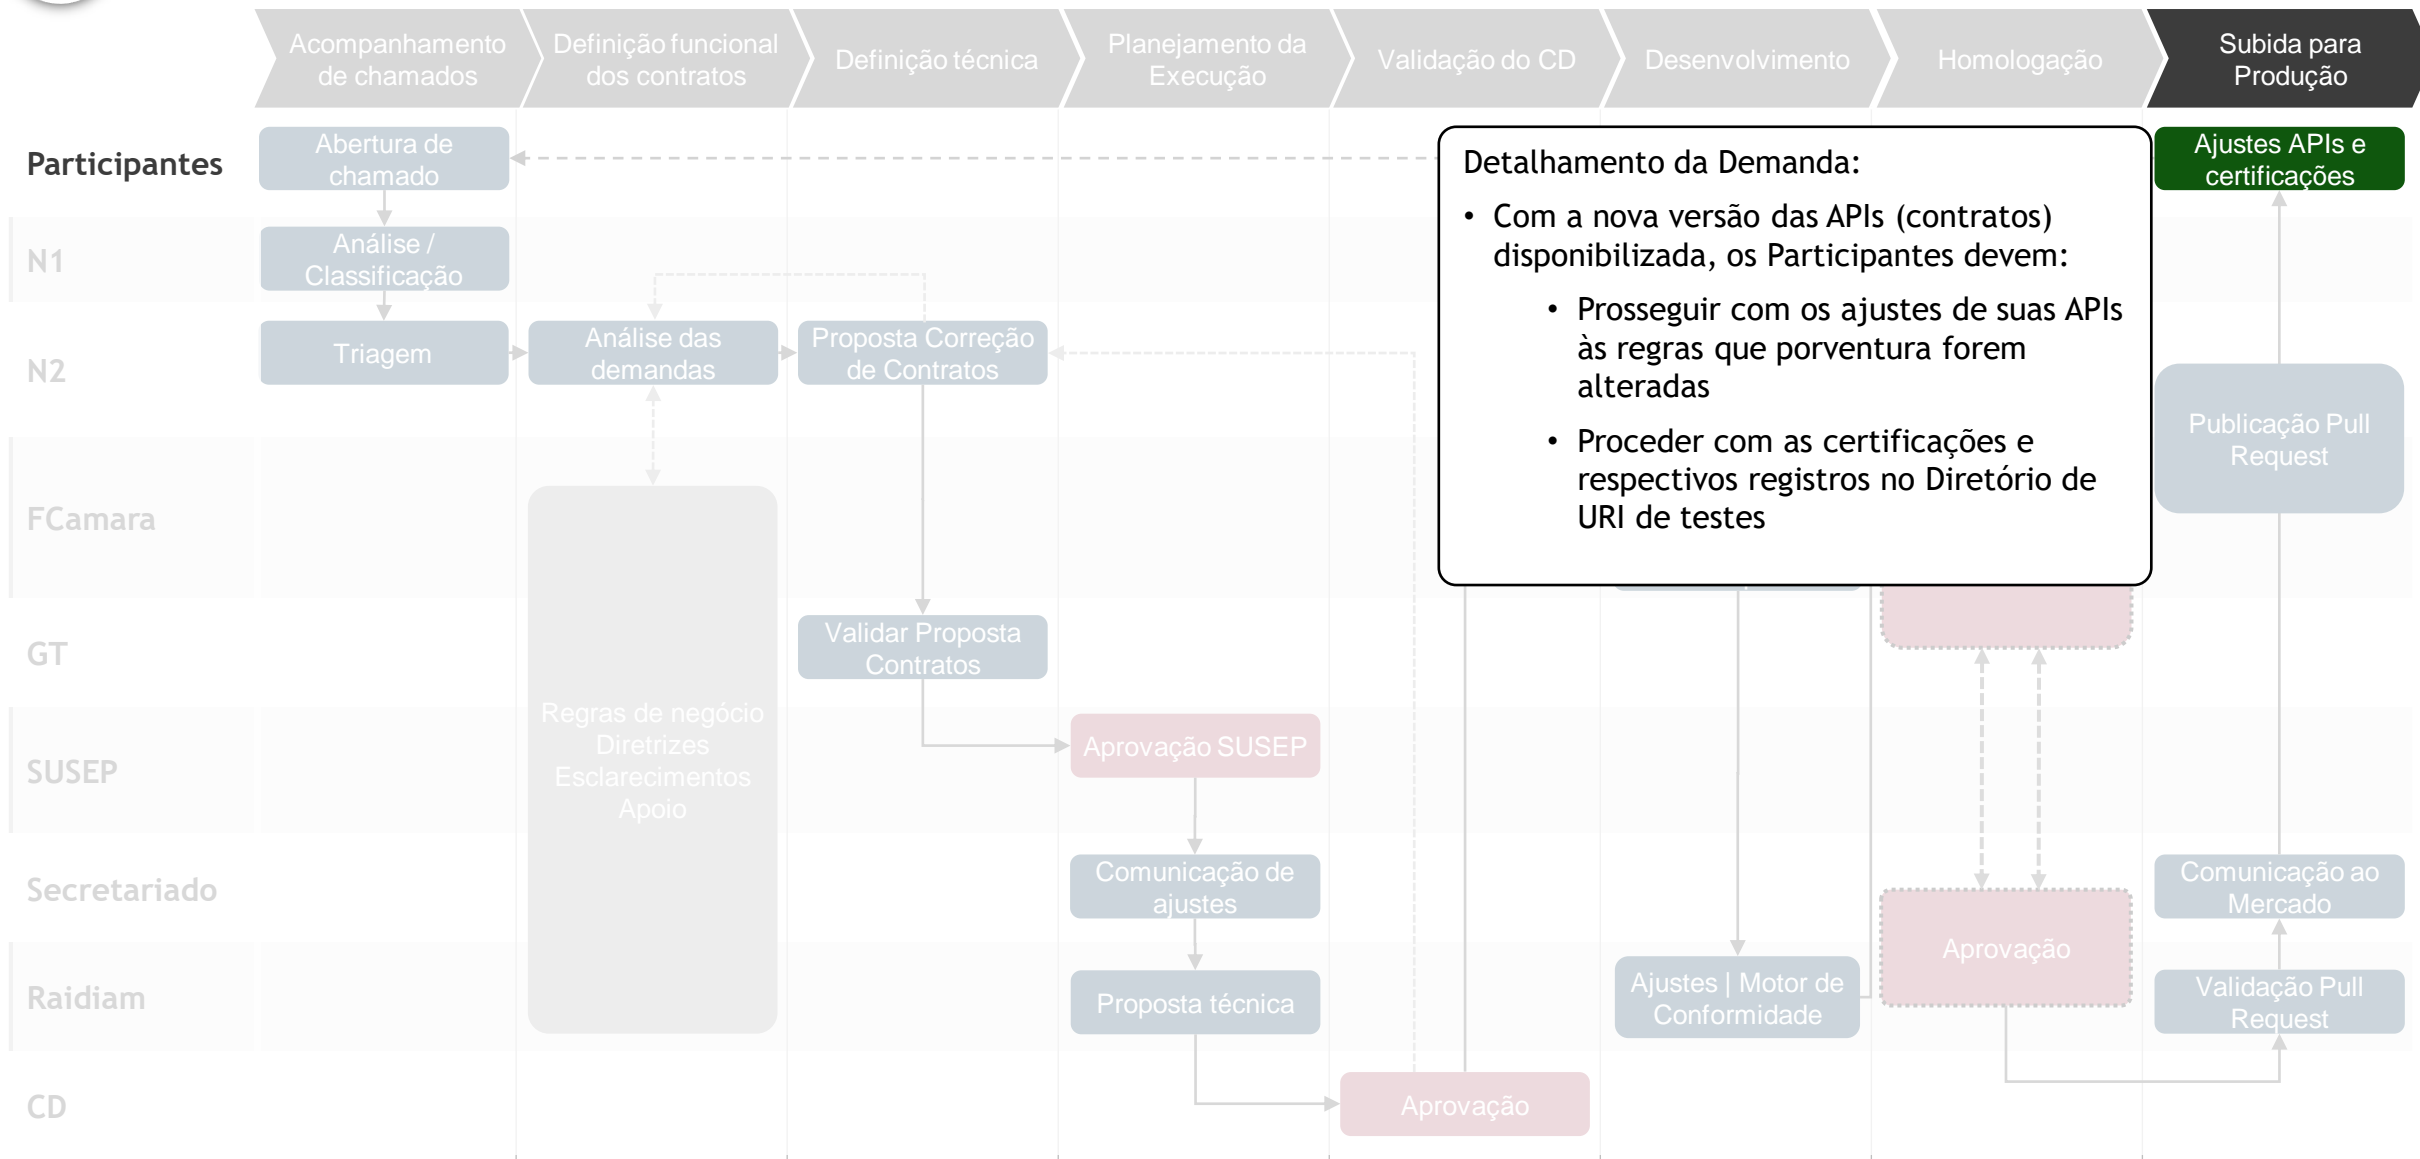 Acompanhamento
de chamados
Definição funcional
dos contratos
Definição técnica
Planejamento da
Execução
Validação do CD
Desenvolvimento
Homologação
Subida para
Produção
Participantes
Abertura de
chamado
Detalhamento da Demanda:
• Com a nova versão das APIs (contratos)
disponibilizada, os Participantes devem:
• Prosseguir com os ajustes de suas APIs
às regras que porventura forem
alteradas
• Proceder com as certificações e
respectivos registros no Diretório de
URI de testes
Ajustes APIs e
certificações
N1
Análise /
Classificação
N2
Triagem
Análise das
demandas
Proposta Correção
de Contratos
Publicação Pull
Request
FCamara
GT
Validar Proposta
Contratos
Regras de negócio
Diretrizes
Esclarecimentos
Apoio
SUSEP
Aprovação SUSEP
Secretariado
Comunicação de
ajustes
Comunicação ao
Mercado
Aprovação
Raidiam
Proposta técnica
Ajustes | Motor de
Conformidade
Validação Pull
Request
CD
Aprovação